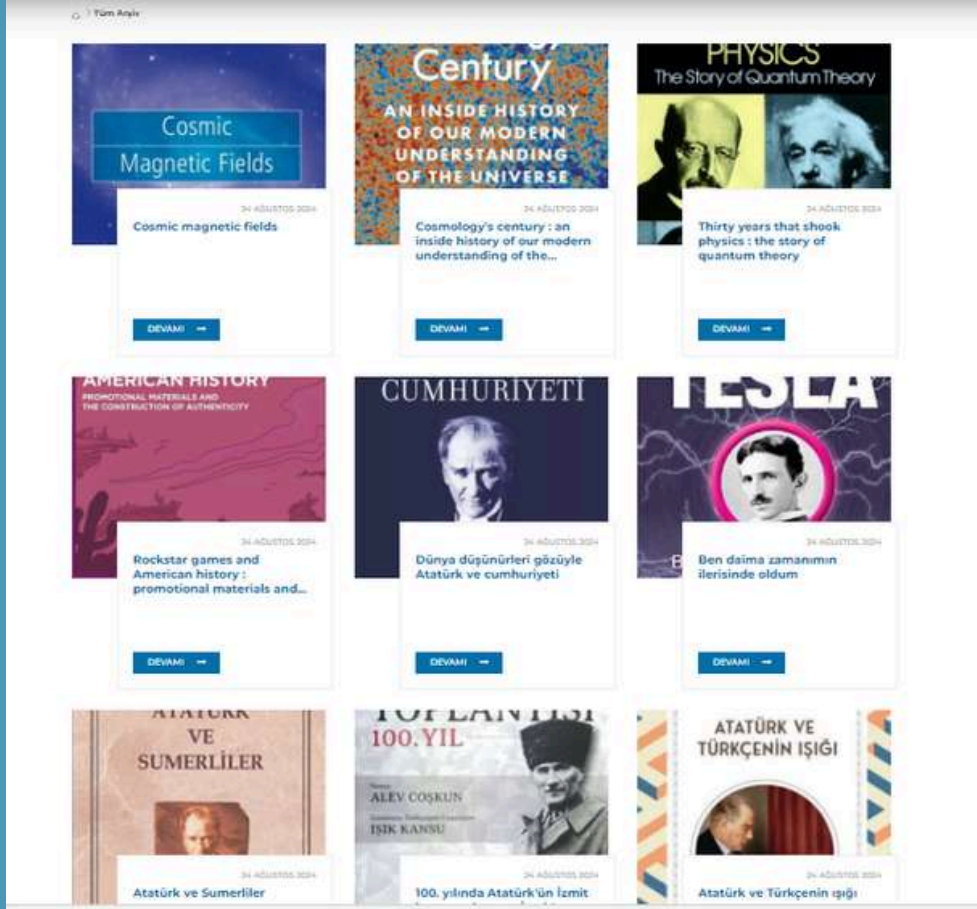 Tüm Arşiv
Cosmic
Magnetic Fields
24 AĞUSTOS 2024
Cosmic magnetic fields
DEVAMI
Century
AN INSIDE HISTORY
OF OUR MODERN
UNDERSTANDING
OF THE UNIVERSE
24 AĞUSTOS 2024
Cosmology's century : an
inside history of our modern
understanding of the...
DEVAMI
PHYSICS
The Story of Quantum Theory
24 AĞUSTOS 2024
Thirty years that shook
physics : the story of
quantum theory
DEVAMI
AMERICAN HISTORY
PROMOTIONAL MATERIALS AND
THE CONSTRUCTION OF AUTHENTICITY
24 AĞUSTOS 2024
Rockstar games and
American history :
promotional materials and...
DEVAMI
CUMHURİYETİ
24 AĞUSTOS 2024
Dünya düşünürleri gözüyle
Atatürk ve cumhuriyeti
DEVAMI
TESLA
24 AĞUSTOS 2024
Ben daima zamanımın
ilerisinde oldum
DEVAMI
ATATÜRK
VE
SUMERLİLER
24 AĞUSTOS 2024
Atatürk ve Sumerliler
TOPLANTISI
100. YIL
ALEV COŞKUN
IŞIK KANSU
24 AĞUSTOS 2024
100. yılında Atatürk'ün İzmit
ATATÜRK VE
TÜRKÇENİN IŞIĞI
24 AĞUSTOS 2024
Atatürk ve Türkçenin ışığı